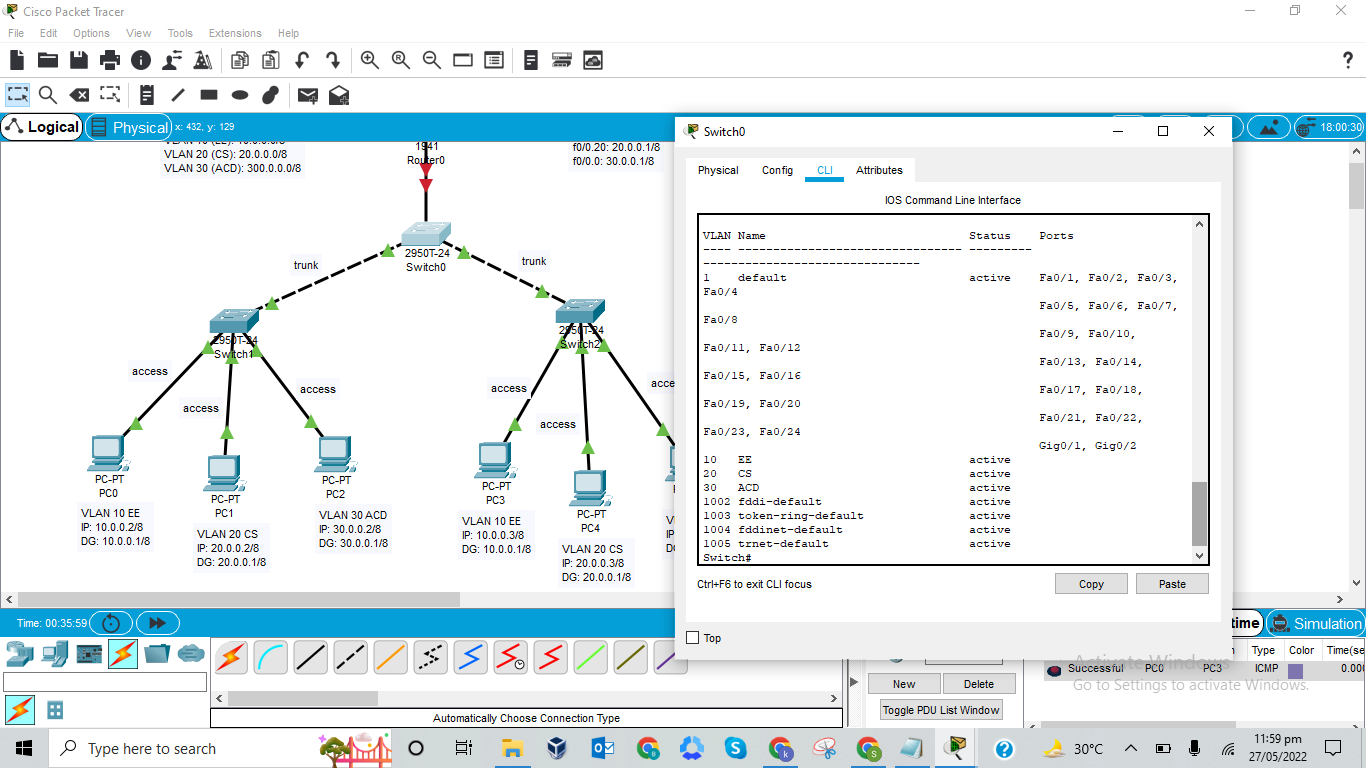 Cisco Packet Tracer
File Edit Options View Tools Extensions Help
Logical
Physical
x: 432, y: 129
18:00:30
VLAN 20 (CS): 20.0.0.0/8
VLAN 30 (ACD): 300.0.0.0/8
1941
Router0
f0/0.20: 20.0.0.1/8
f0/0.0: 30.0.0.1/8
2950T-24
Switch0
trunk
trunk
2950T-24
Switch1
2950T-24
Switch2
access
access
access
access
access
acce
PC-PT
PC0
VLAN 10 EE
IP: 10.0.0.2/8
DG: 10.0.0.1/8
PC-PT
PC1
VLAN 20 CS
IP: 20.0.0.2/8
DG: 20.0.0.1/8
PC-PT
PC2
VLAN 30 ACD
IP: 30.0.0.2/8
DG: 30.0.0.1/8
PC-PT
PC3
VLAN 10 EE
IP: 10.0.0.3/8
DG: 10.0.0.1/8
PC-PT
PC4
VLAN 20 CS
IP: 20.0.0.3/8
DG: 20.0.0.1/8
Switch0
Physical Config CLI Attributes
IOS Command Line Interface
VLAN Name Status Ports
---- -------------------------------- ---------
-------------------------------
1 default active Fa0/1, Fa0/2, Fa0/3,
Fa0/4
Fa0/5, Fa0/6, Fa0/7,
Fa0/8
Fa0/9, Fa0/10,
Fa0/11, Fa0/12
Fa0/13, Fa0/14,
Fa0/15, Fa0/16
Fa0/17, Fa0/18,
Fa0/19, Fa0/20
Fa0/21, Fa0/22,
Fa0/23, Fa0/24
Gig0/1, Gig0/2
10 EE active
20 CS active
30 ACD active
1002 fddi-default active
1003 token-ring-default active
1004 fddinet-default active
1005 trnet-default active
Switch#
Ctrl+F6 to exit CLI focus
Copy
Paste
Top
Time: 00:35:59
time
Simulation
Automatically Choose Connection Type
New
Delete
Toggle PDU List Window
Type Color Time(se
Successful PC0 PC3 ICMP 0.000
Activate Windows
Go to Settings to activate Windows.
Type here to search
30°C
11:59 pm
27/05/2022